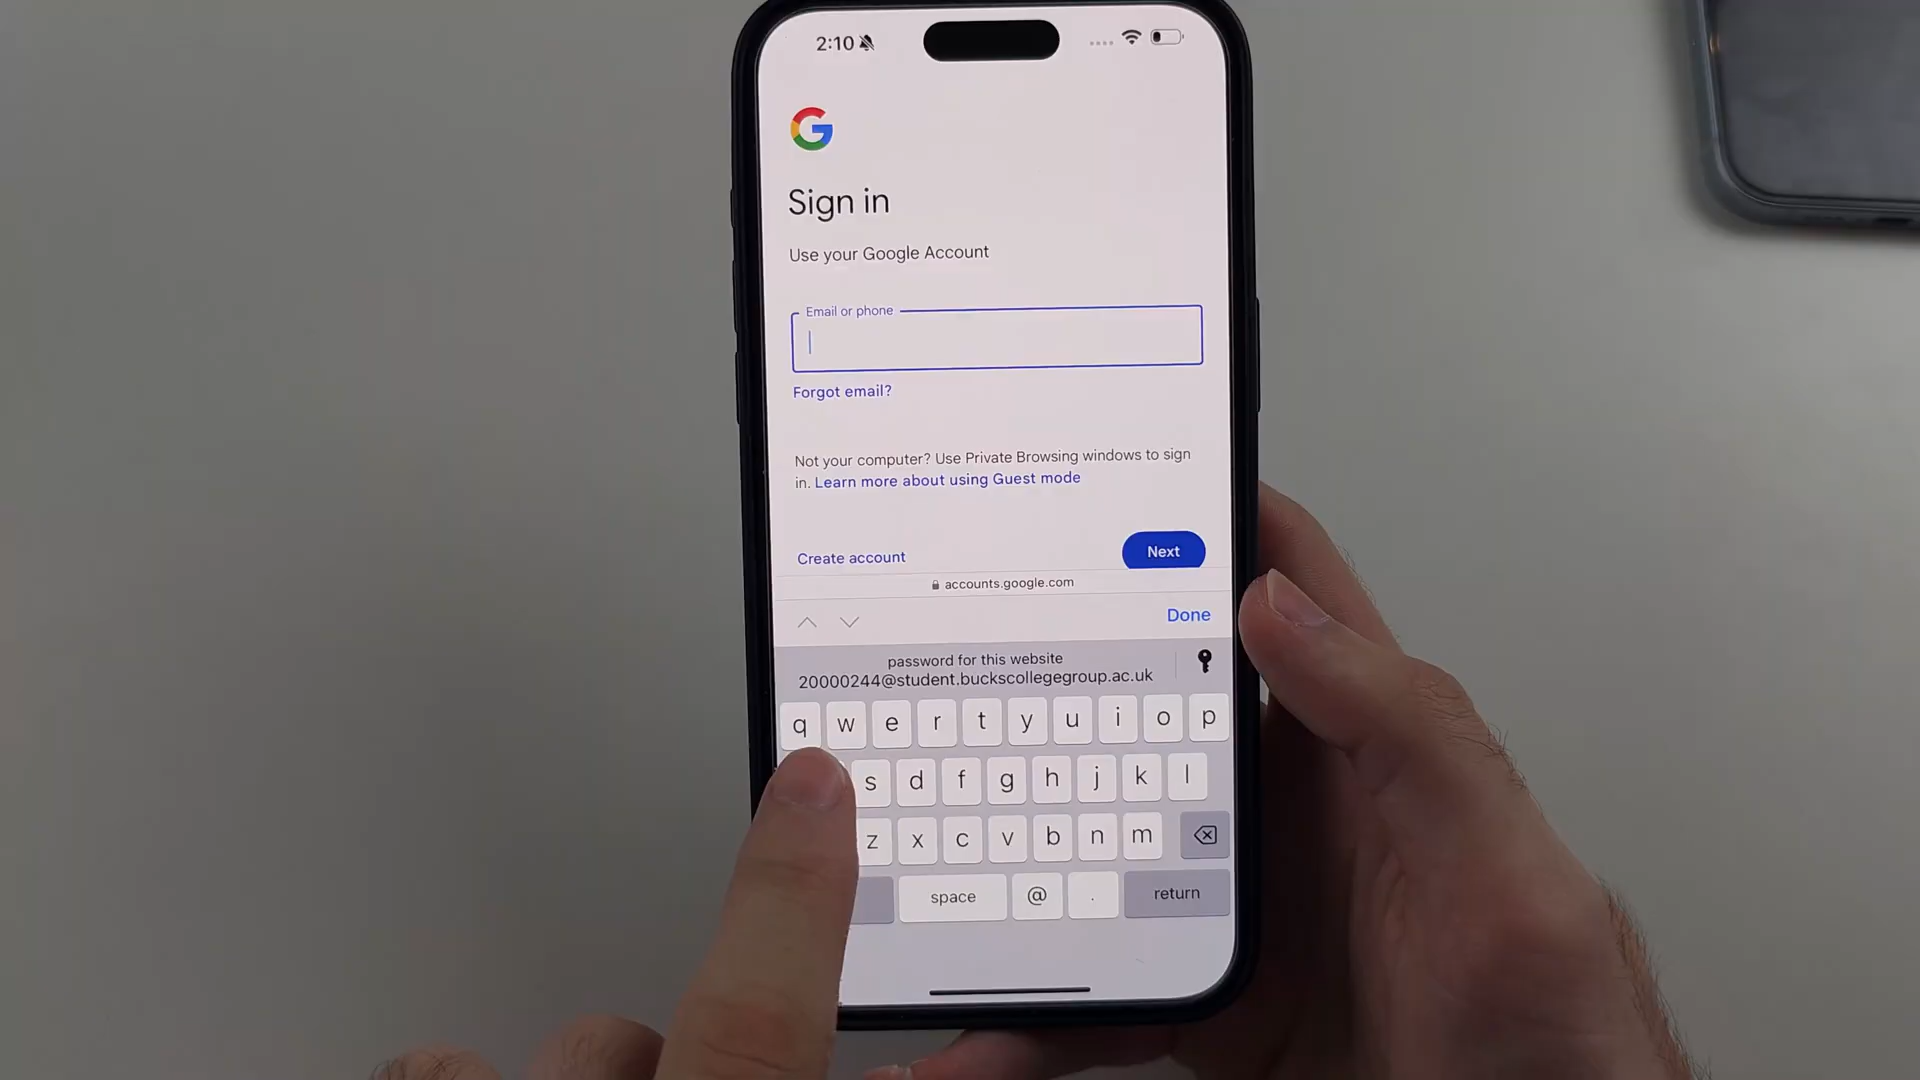 2:10
Sign in
Use your Google Account
Email or phone
Forgot email?
Not your computer? Use Private Browsing windows to sign
in. Learn more about using Guest mode
Create account
Next
accounts.google.com
Done
password for this website
20000244@student.buckscollegegroup.ac.uk
q w e r t y u i o p
s d f g h j k l
z x c v b n m
space @ . return